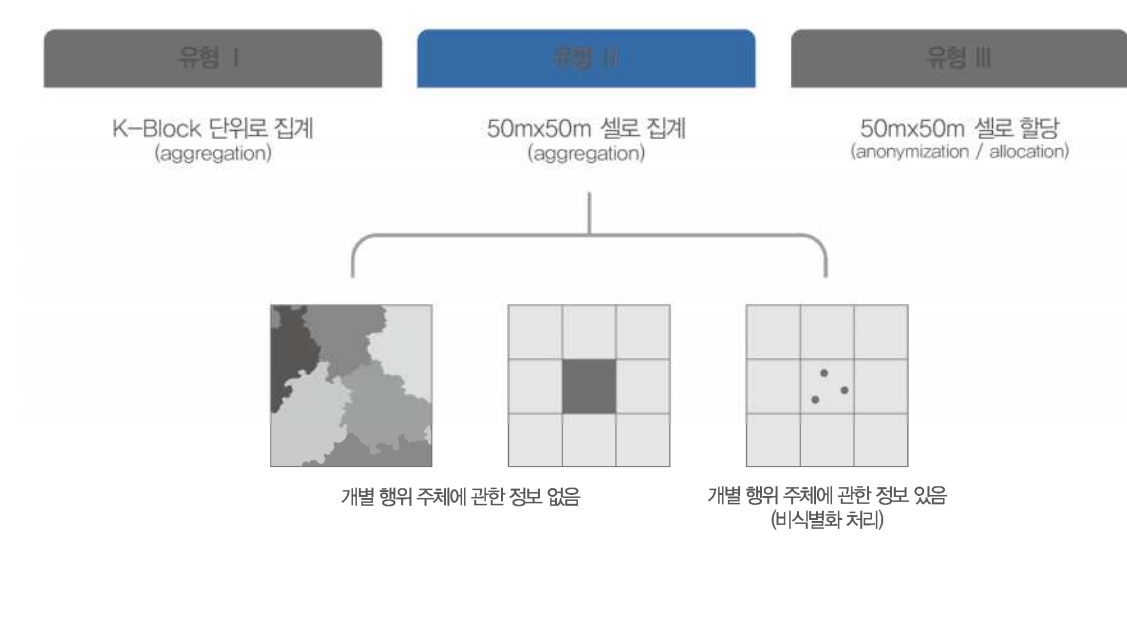 유형 Ⅰ
유형 Ⅱ
유형 Ⅲ
K-Block 단위로 집계
(aggregation)
50mx50m 셀로 집계
(aggregation)
50mx50m 셀로 할당
(anonymization / allocation)
개별 행위 주체에 관한 정보 없음
개별 행위 주체에 관한 정보 있음
(비식별화 처리)